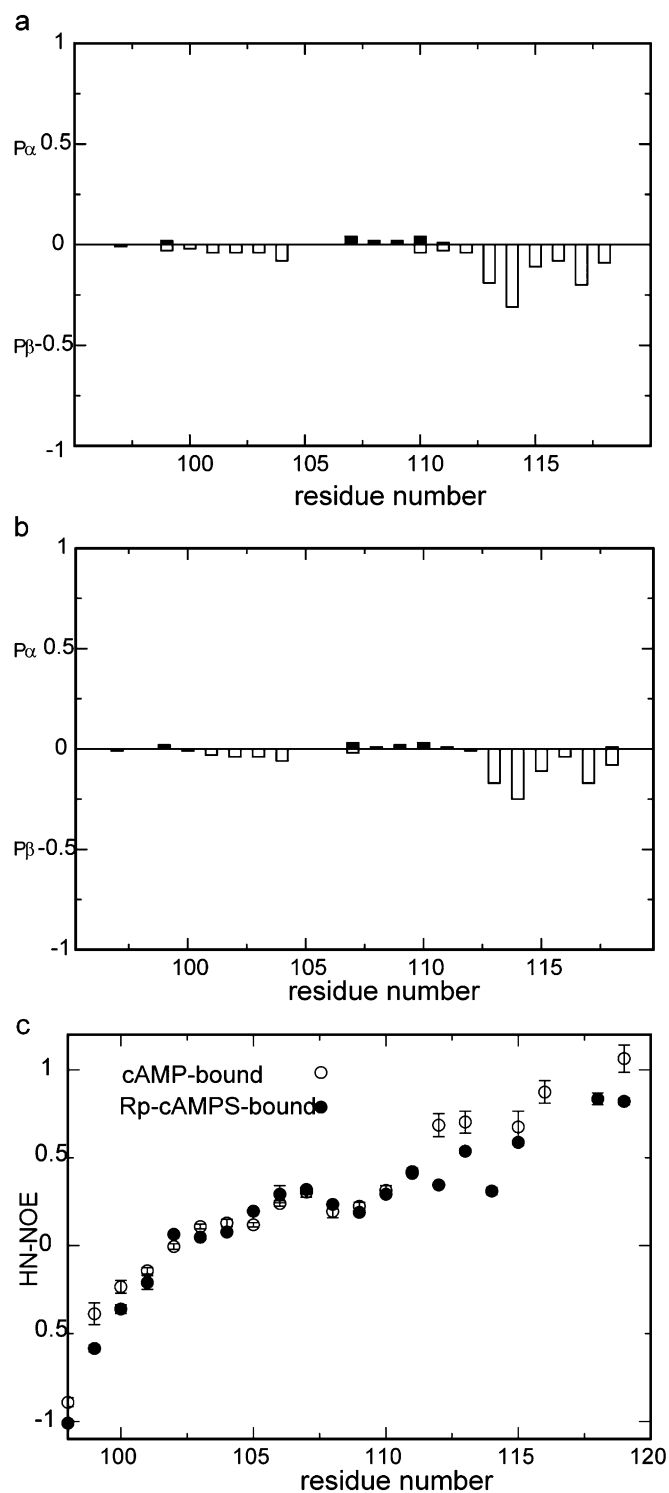 a
1
Pα 0.5
0
Pβ -0.5
-1
100 105 110 115
residue number
b
1
Pα 0.5
0
Pβ -0.5
-1
100 105 110 115
residue number
c
1
cAMP-bound
Rp-cAMPS-bound
0.5
0
0.5
-1
HN-NOE
100 105 110 115 120
residue number